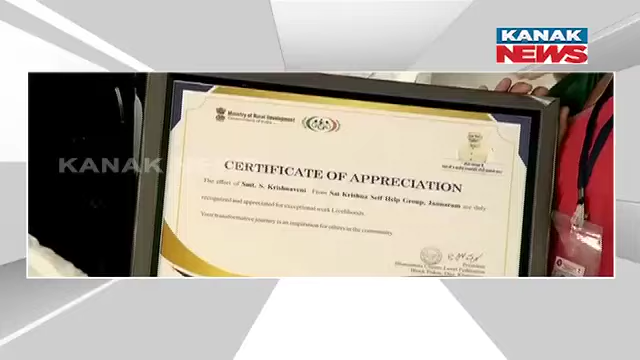 KANAK
NEWS
Ministry of Rural Development
Government of India
KANAK NEWS
CERTIFICATE OF APPRECIATION
The effort of Smt. S. Krishnaveni From Sai Krishna Self Help Group, Jannaram are duly
recognized and appreciated for exceptional work Livelihoods.
Your transformative journey is an inspiration for others in the community.
President